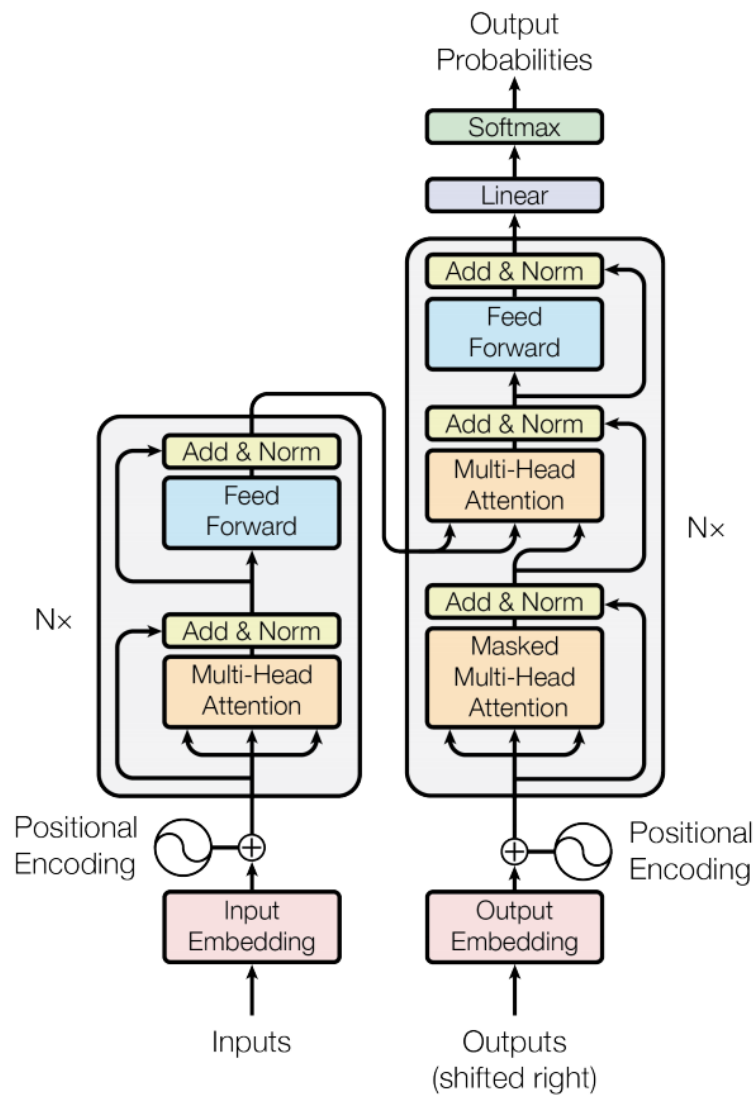 Output
Probabilities
Softmax
Linear
Add & Norm
Feed
Forward
Add & Norm
Multi-Head
Attention
Nx
Add & Norm
Masked
Multi-Head
Attention
Add & Norm
Feed
Forward
Nx
Add & Norm
Multi-Head
Attention
Positional
Encoding
Positional
Encoding
Input
Embedding
Output
Embedding
Inputs
Outputs
(shifted right)